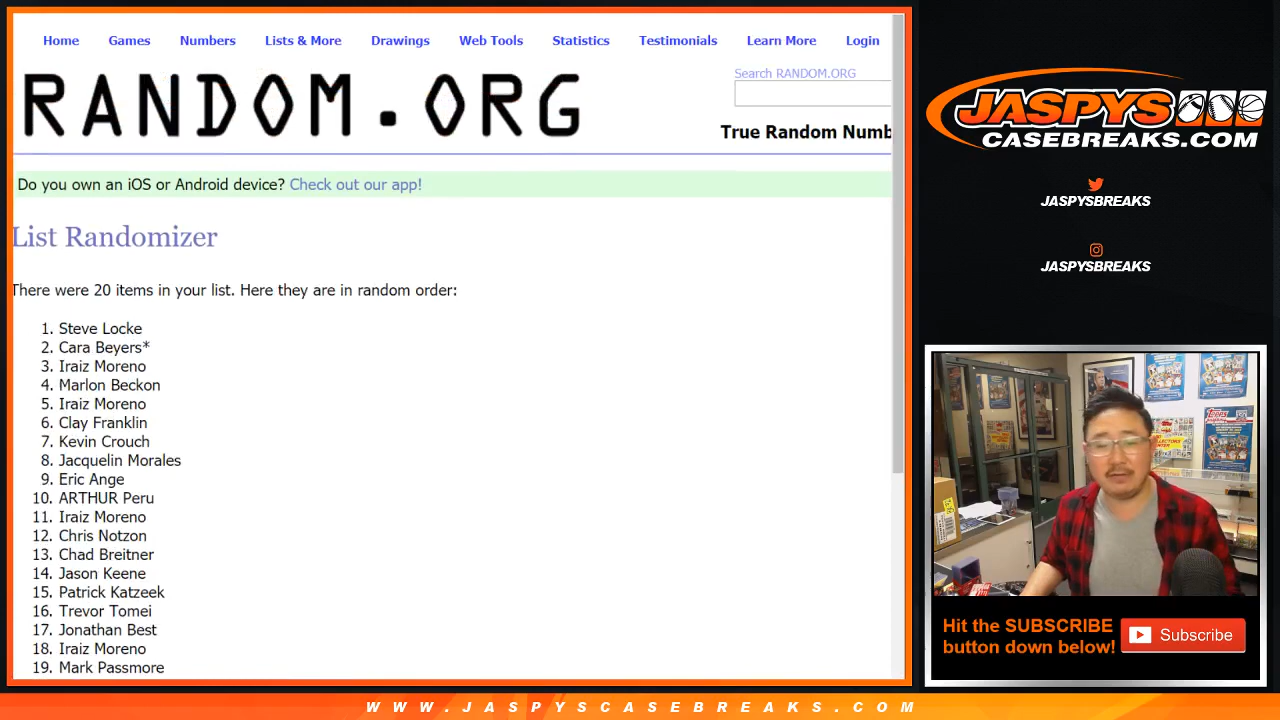 Home Games Numbers Lists & More Drawings Web Tools Statistics Testimonials Learn More Login
RANDOM.ORG
Search RANDOM.ORG
True Random Numb
Do you own an iOS or Android device? Check out our app!
List Randomizer
There were 20 items in your list. Here they are in random order:
1. Steve Locke
2. Cara Beyers*
3. Iraiz Moreno
4. Marlon Beckon
5. Iraiz Moreno
6. Clay Franklin
7. Kevin Crouch
8. Jacquelin Morales
9. Eric Ange
10. ARTHUR Peru
11. Iraiz Moreno
12. Chris Notzon
13. Chad Breitner
14. Jason Keene
15. Patrick Katzeek
16. Trevor Tomei
17. Jonathan Best
18. Iraiz Moreno
19. Mark Passmore
JASPYS
CASEBREAKS.COM
JASPYSBREAKS
JASPYSBREAKS
Topps
Hit the SUBSCRIBE
button down below!
Subscribe
WWW.JASPYSCASEBREAKS.COM